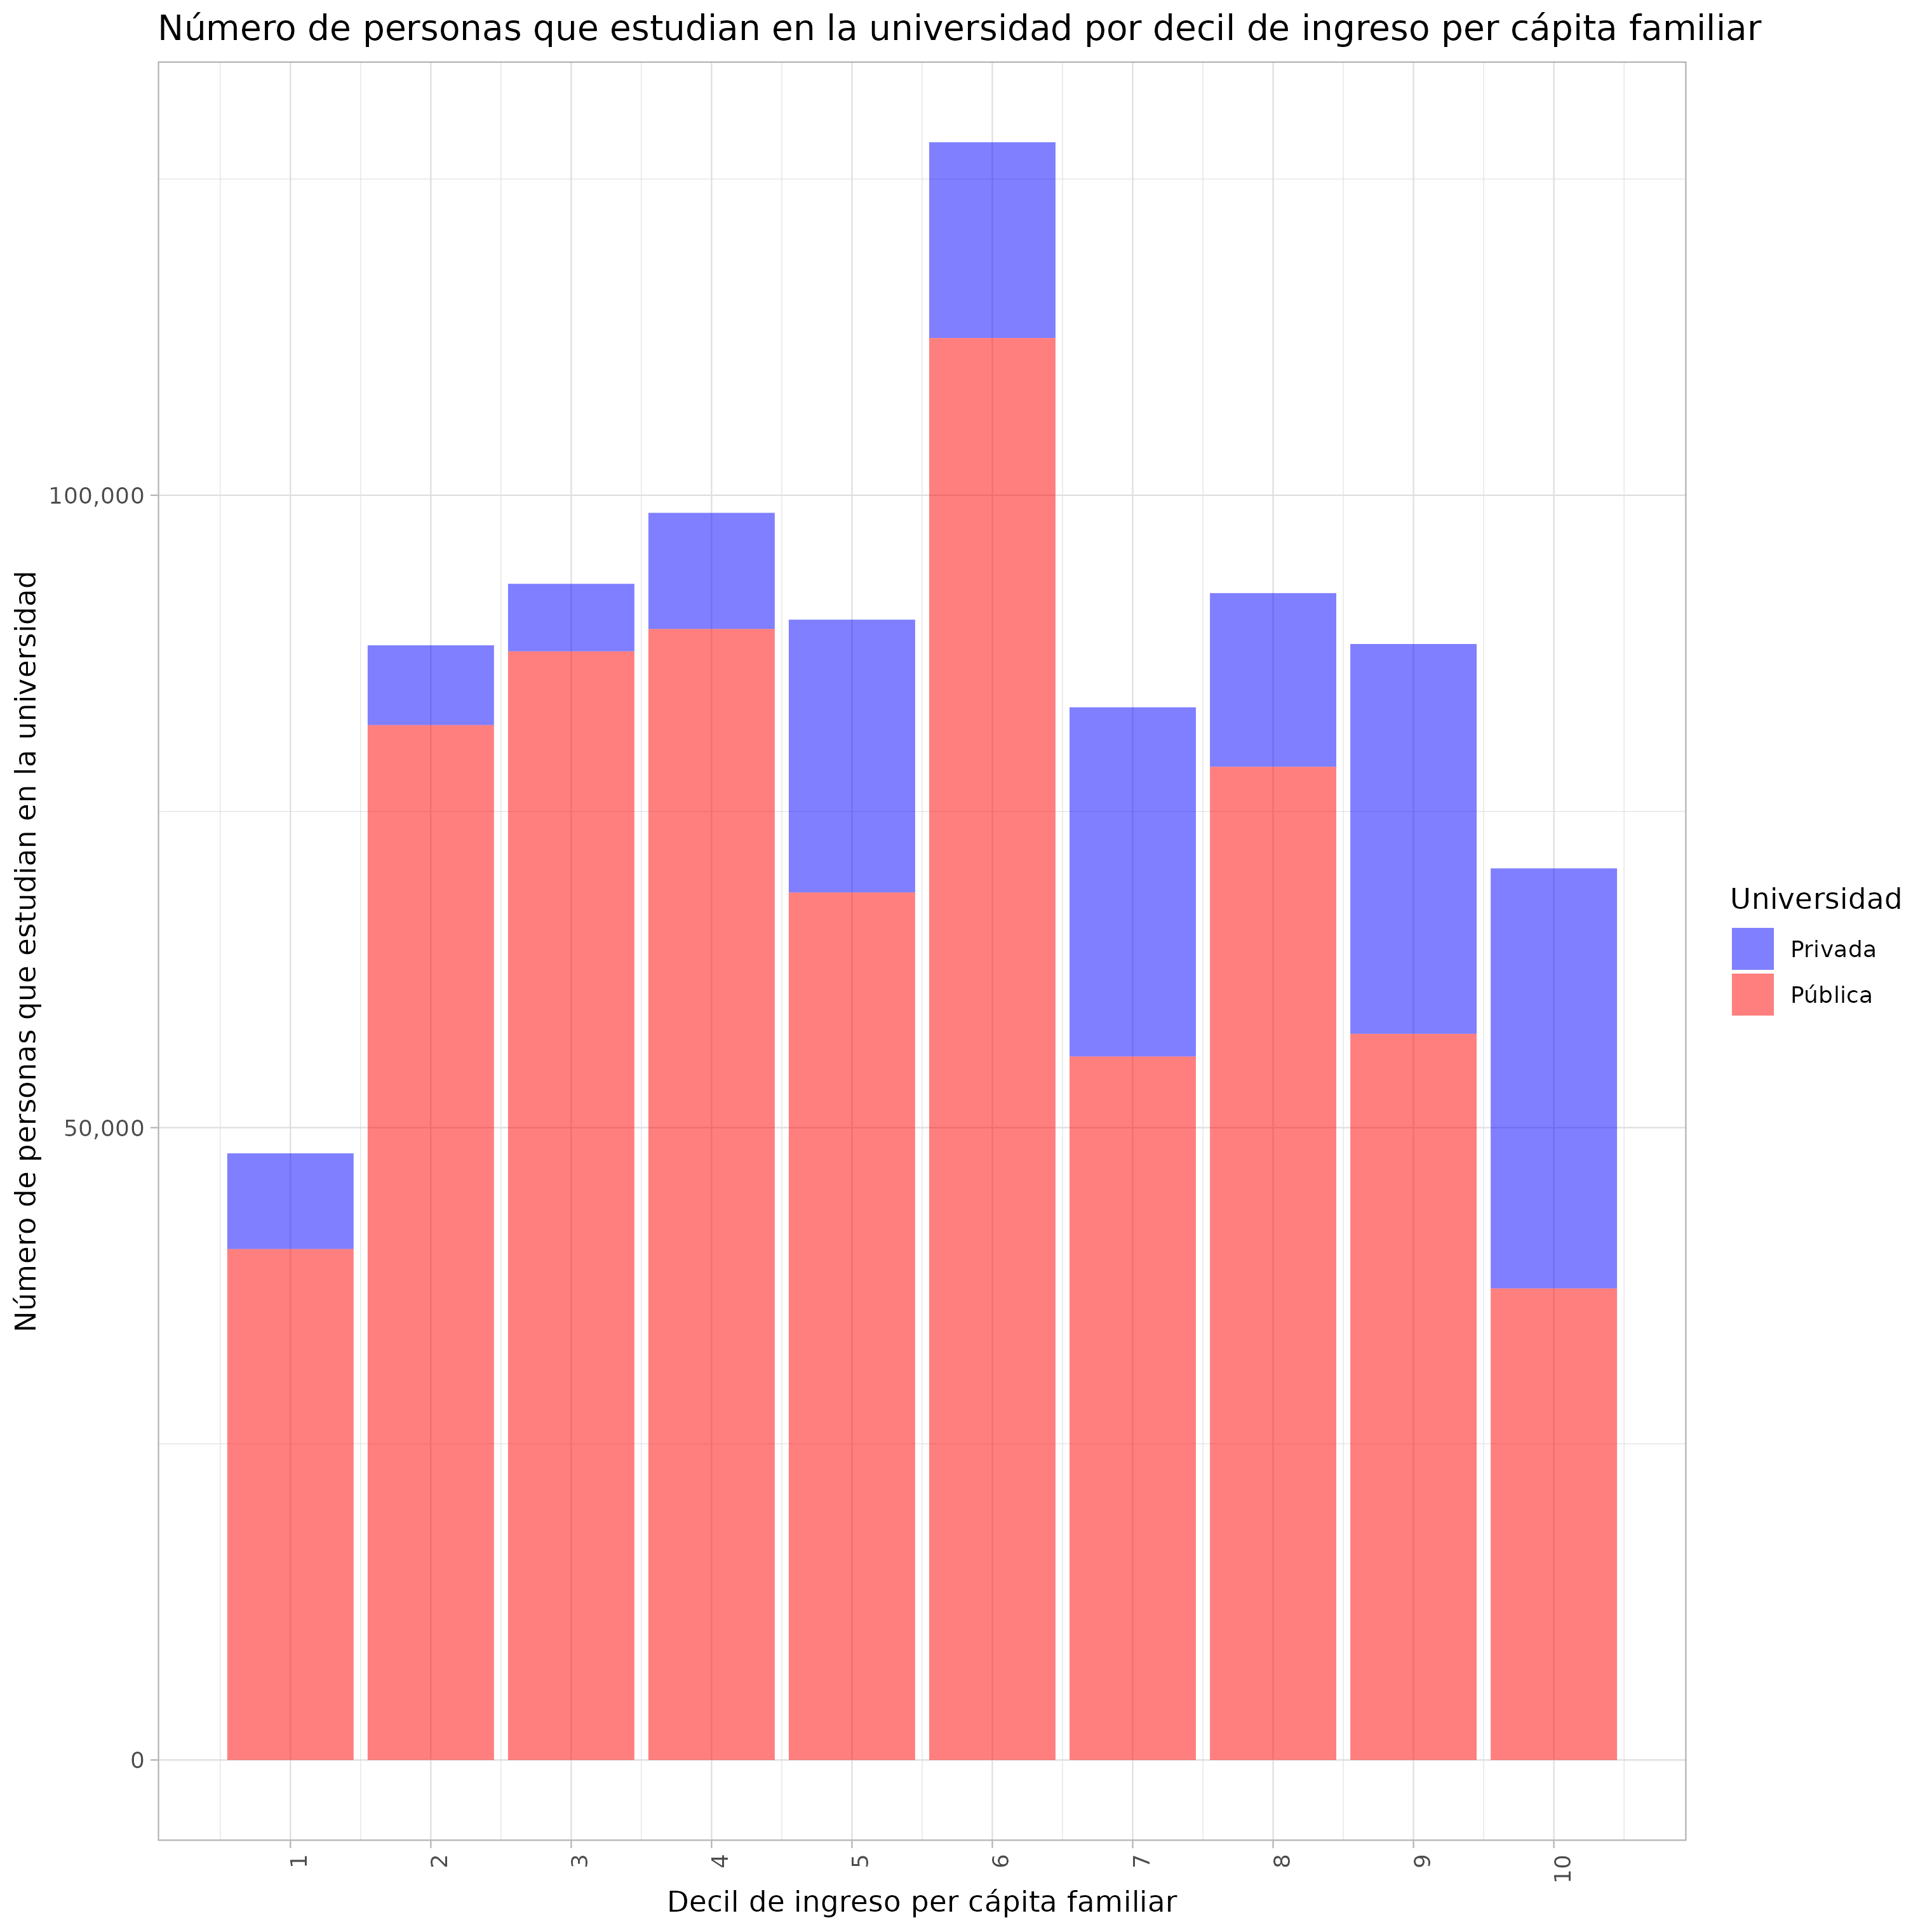 Número de personas que estudian en la universidad por decil de ingreso per cápita familiar
Número de personas que estudian en la universidad
100,000
50,000
0
1
2
3
4
5
6
7
8
9
10
Decil de ingreso per cápita familiar
Universidad
Privada
Pública